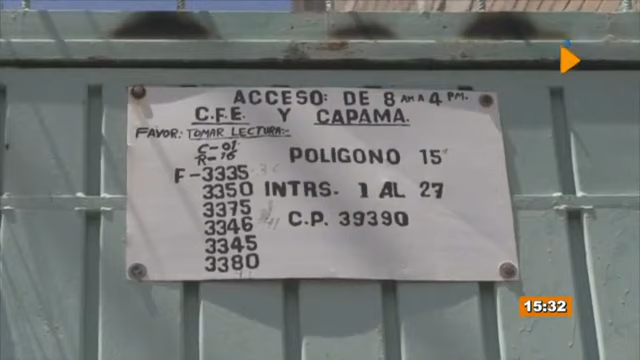 ACCESO: DE 8 AM A 4 PM.
C.F.E. Y CAPAMA.
FAVOR: TOMAR LECTURA:-
C-01
R-16
POLIGONO 15"
F-3335
3350 INTRS. 1 AL 27
3375
3346 C.P. 39390
3345
3380
15:32